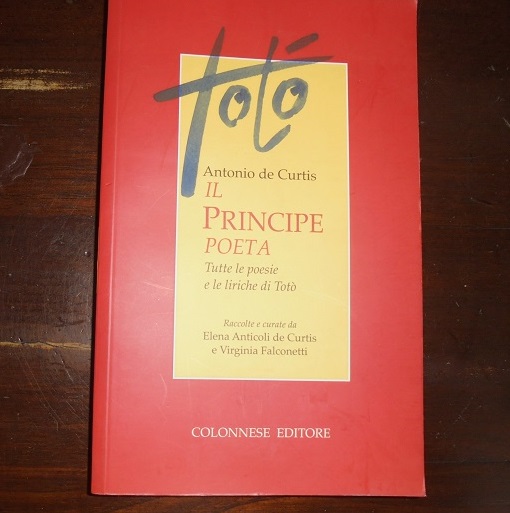 totò
Antonio de Curtis
IL
PRINCIPE
POETA
Tutte le poesie
e le liriche di Totò
Raccolte e curate da
Elena Anticoli de Curtis
e Virginia Falconetti
COLONNESE EDITORE